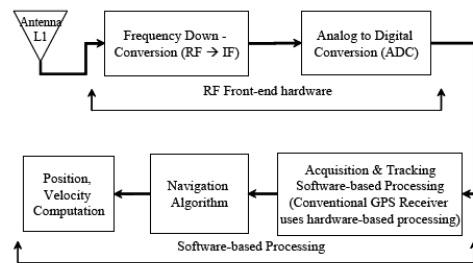 Antenna
L1
Frequency Down -
Conversion (RF → IF)
Analog to Digital
Conversion (ADC)
RF Front-end hardware
Position,
Velocity
Computation
Navigation
Algorithm
Acquisition & Tracking
Software-based Processing
(Conventional GPS Receiver
uses hardware-based processing)
Software-based Processing